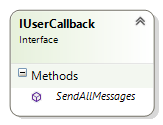 IUserCallback
Interface
Methods
SendAllMessages